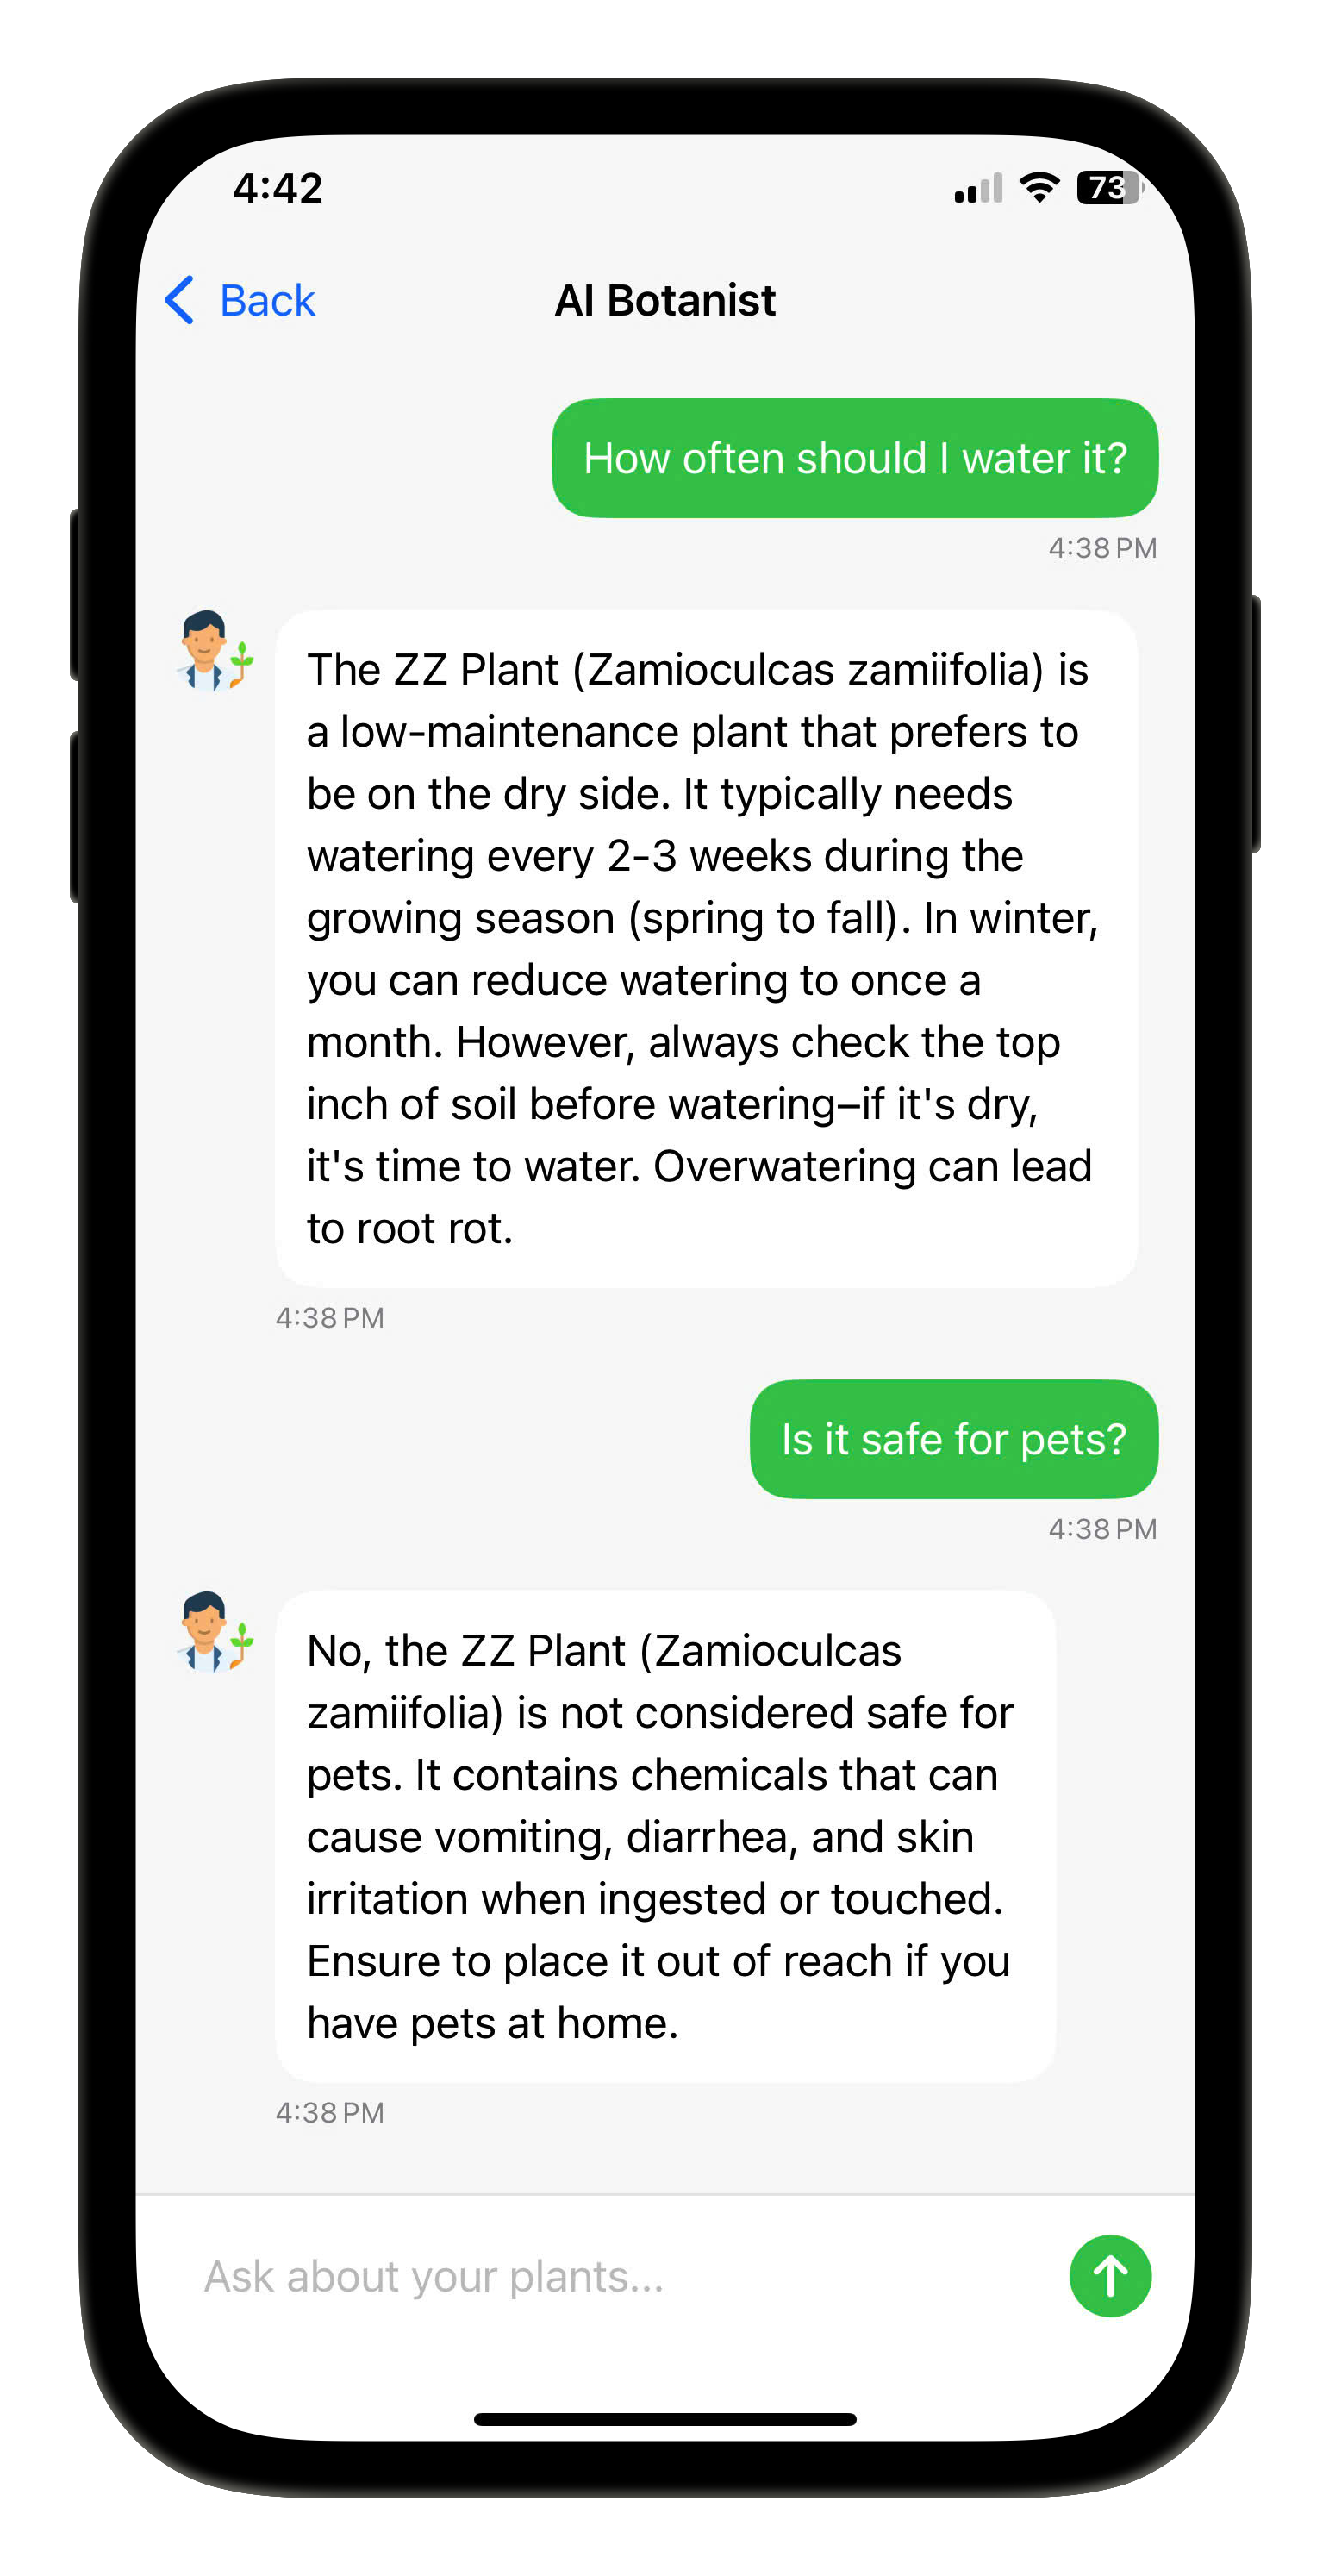 4:42
73
Back
AI Botanist
How often should I water it?
4:38 PM
The ZZ Plant (Zamioculcas zamiifolia) is
a low-maintenance plant that prefers to
be on the dry side. It typically needs
watering every 2-3 weeks during the
growing season (spring to fall). In winter,
you can reduce watering to once a
month. However, always check the top
inch of soil before watering–if it's dry,
it's time to water. Overwatering can lead
to root rot.
4:38 PM
Is it safe for pets?
4:38 PM
No, the ZZ Plant (Zamioculcas
zamiifolia) is not considered safe for
pets. It contains chemicals that can
cause vomiting, diarrhea, and skin
irritation when ingested or touched.
Ensure to place it out of reach if you
have pets at home.
4:38 PM
Ask about your plants...